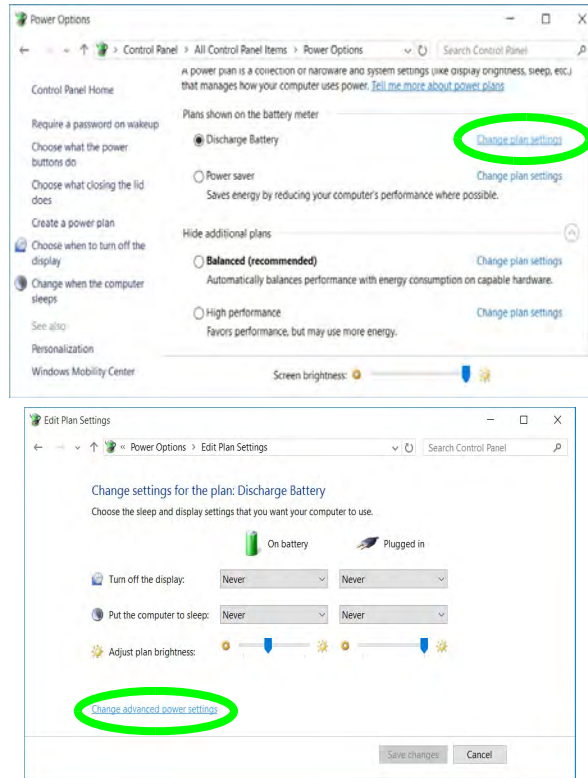 Power Options
Control Panel > All Control Panel Items > Power Options
Search Control Panel
Control Panel Home
Require a password on wakeup
Choose what the power
buttons do
Choose what closing the lid
does
Create a power plan
Choose when to turn off the
display
Change when the computer
sleeps
See also
Personalization
Windows Mobility Center
A power plan is a collection of hardware and system settings (like display brightness, sleep, etc.)
that manages how your computer uses power. Tell me more about power plans
Plans shown on the battery meter
Discharge Battery Change plan settings
Power saver Change plan settings
Saves energy by reducing your computer's performance where possible.
Hide additional plans
Balanced (recommended) Change plan settings
Automatically balances performance with energy consumption on capable hardware.
High performance Change plan settings
Favors performance, but may use more energy.
Screen brightness:
Edit Plan Settings
« Power Options > Edit Plan Settings
Search Control Panel
Change settings for the plan: Discharge Battery
Choose the sleep and display settings that you want your computer to use.
On battery Plugged in
Turn off the display: Never Never
Put the computer to sleep: Never Never
Adjust plan brightness:
Change advanced power settings
Save changes Cancel